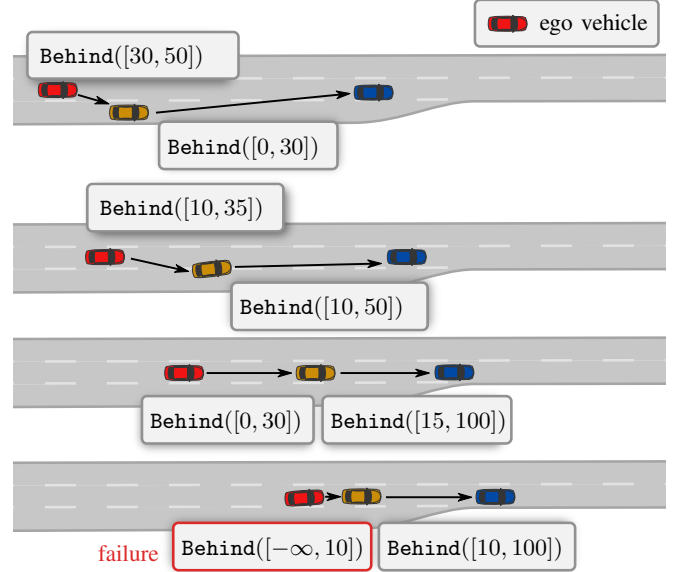 ego vehicle
Behind([30, 50])
Behind([0, 30])
Behind([10, 35])
Behind([10, 50])
Behind([0, 30]) Behind([15, 100])
failure Behind([−∞, 10]) Behind([10, 100])